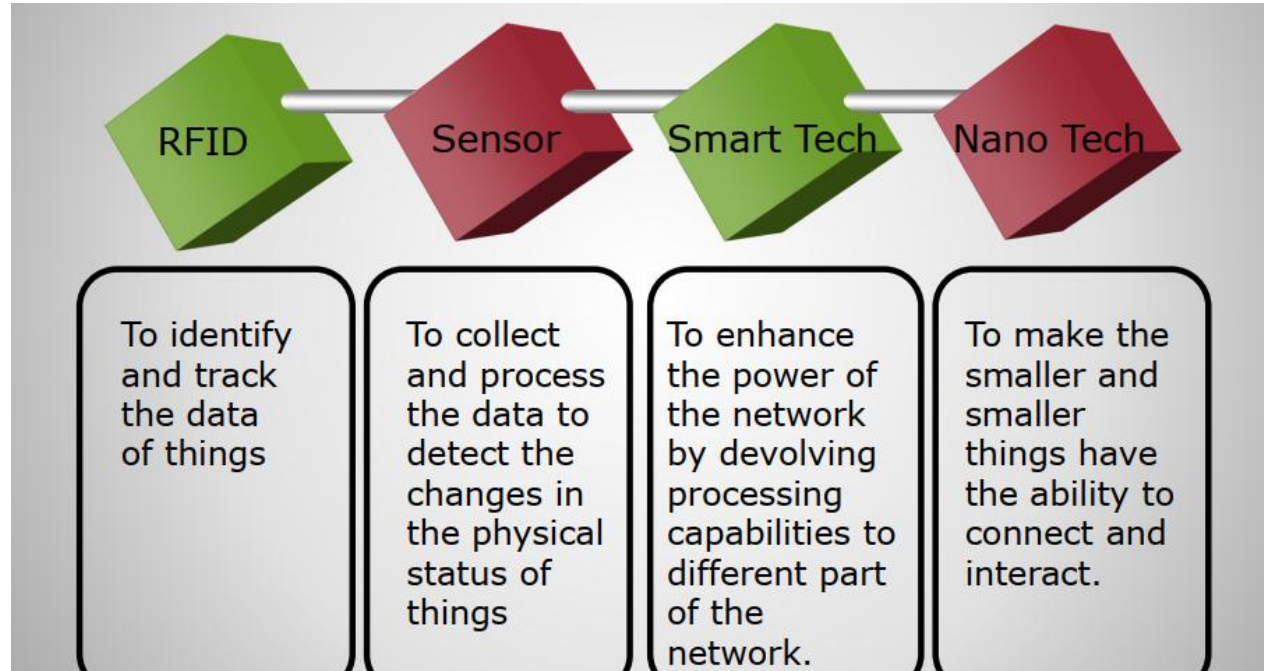 RFID
Sensor
Smart Tech
Nano Tech
To identify
and track
the data
of things
To collect
and process
the data to
detect the
changes in
the physical
status of
things
To enhance
the power of
the network
by devolving
processing
capabilities to
different part
of the
network.
To make the
smaller and
smaller
things have
the ability to
connect and
interact.